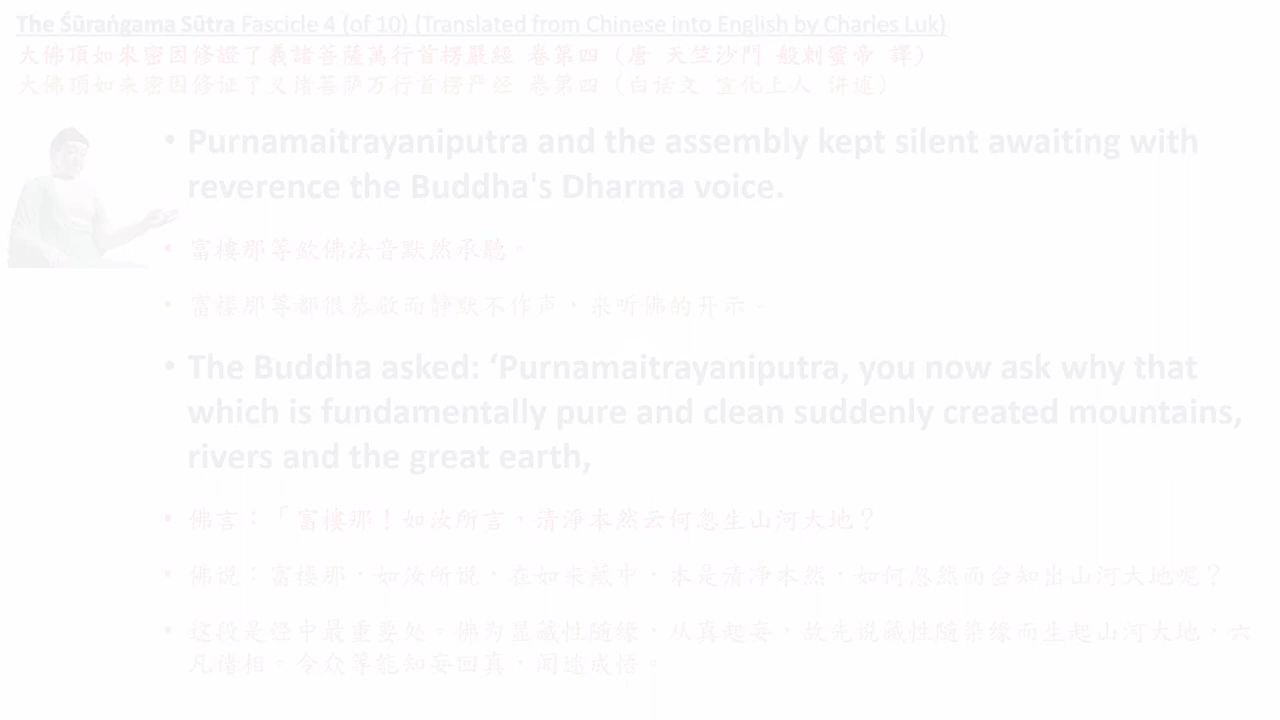 The Śūraṅgama Sūtra Fascicle 4 (of 10) (Translated from Chinese into English by Charles Luk)
大佛頂如來密因修證了義諸菩薩萬行首楞嚴經 卷第四 (唐 天竺沙門 般剌蜜帝 譯)
大佛頂如来密因修证了义诸菩萨万行首楞严经 卷第四 (白话文 宣化上人 讲述)
• Purnamaitrayaniputra and the assembly kept silent awaiting with
reverence the Buddha's Dharma voice.
• 富樓那等欽佛法音默然承聽。
• 富樓那等都很恭敬而静默不作声，来听佛的开示。
• The Buddha asked: ‘Purnamaitrayaniputra, you now ask why that
which is fundamentally pure and clean suddenly created mountains,
rivers and the great earth,
• 佛言：「富樓那！如汝所言，清淨本然云何忽生山河大地？
• 佛说：富楼那，如汝所说，在如来藏中，本是清净本然，如何忽然而会知出山河大地呢？
• 这段是经中最重要处。佛为显藏性随缘，从真起妄，故先说藏性随染缘而生起山河大地，六
凡诸相。令众等能知妄回真，闻述成悟。